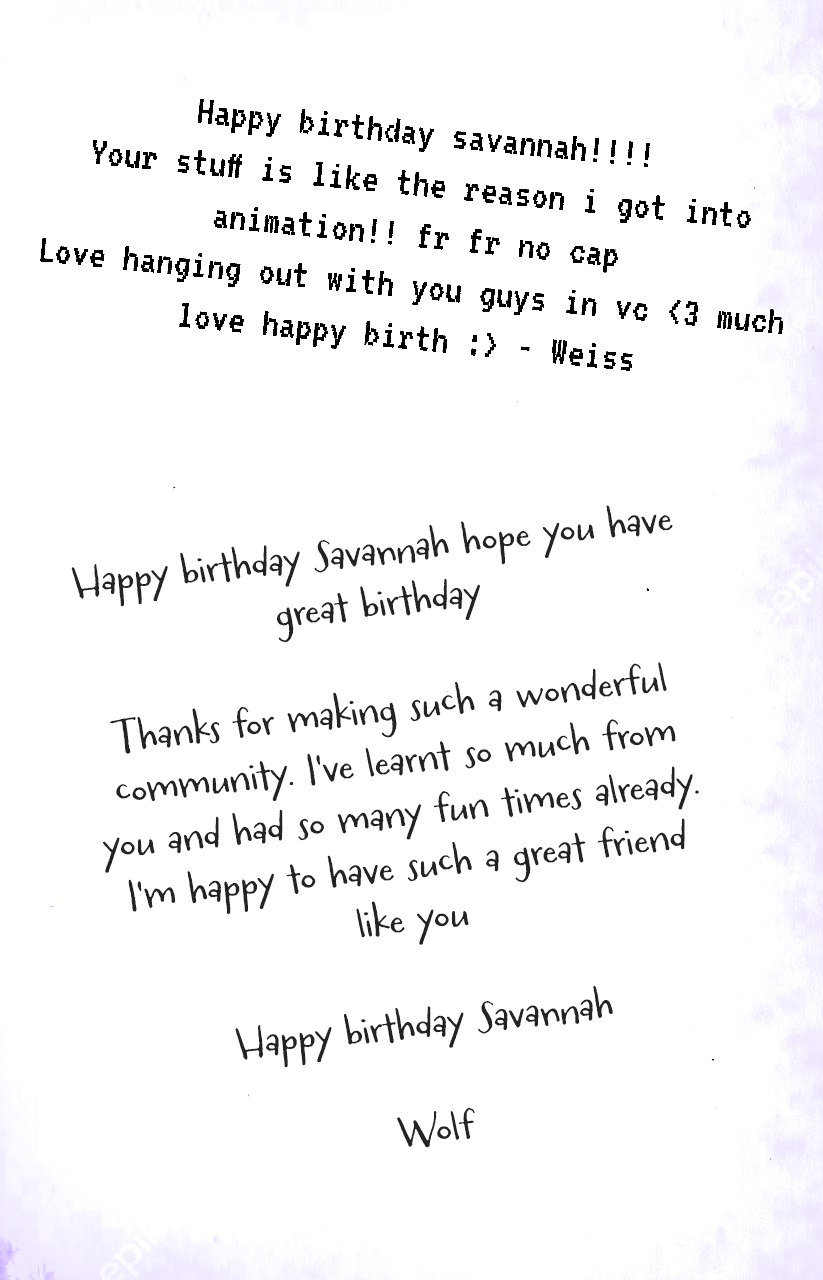 Happy birthday savannah!!!!
Your stuff is like the reason i got into
animation!! fr fr no cap
Love hanging out with you guys in vc <3 much
love happy birth :) - Weiss
Happy birthday Savannah hope you have
great birthday
Thanks for making such a wonderful
community. I've learnt so much from
you and had so many fun times already.
I'm happy to have such a great friend
like you
Happy birthday Savannah
Wolf